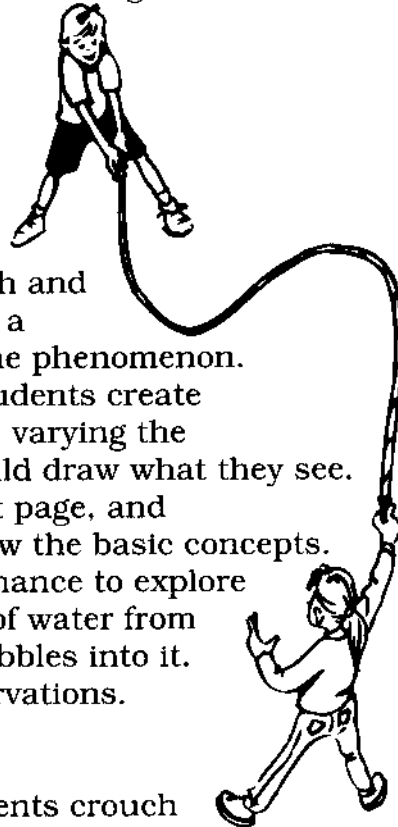 h and
a
e phenomenon.
udents create
varying the
ld draw what they see.
page, and
w the basic concepts.
hance to explore
of water from
bbles into it.
rvations.
ents crouch